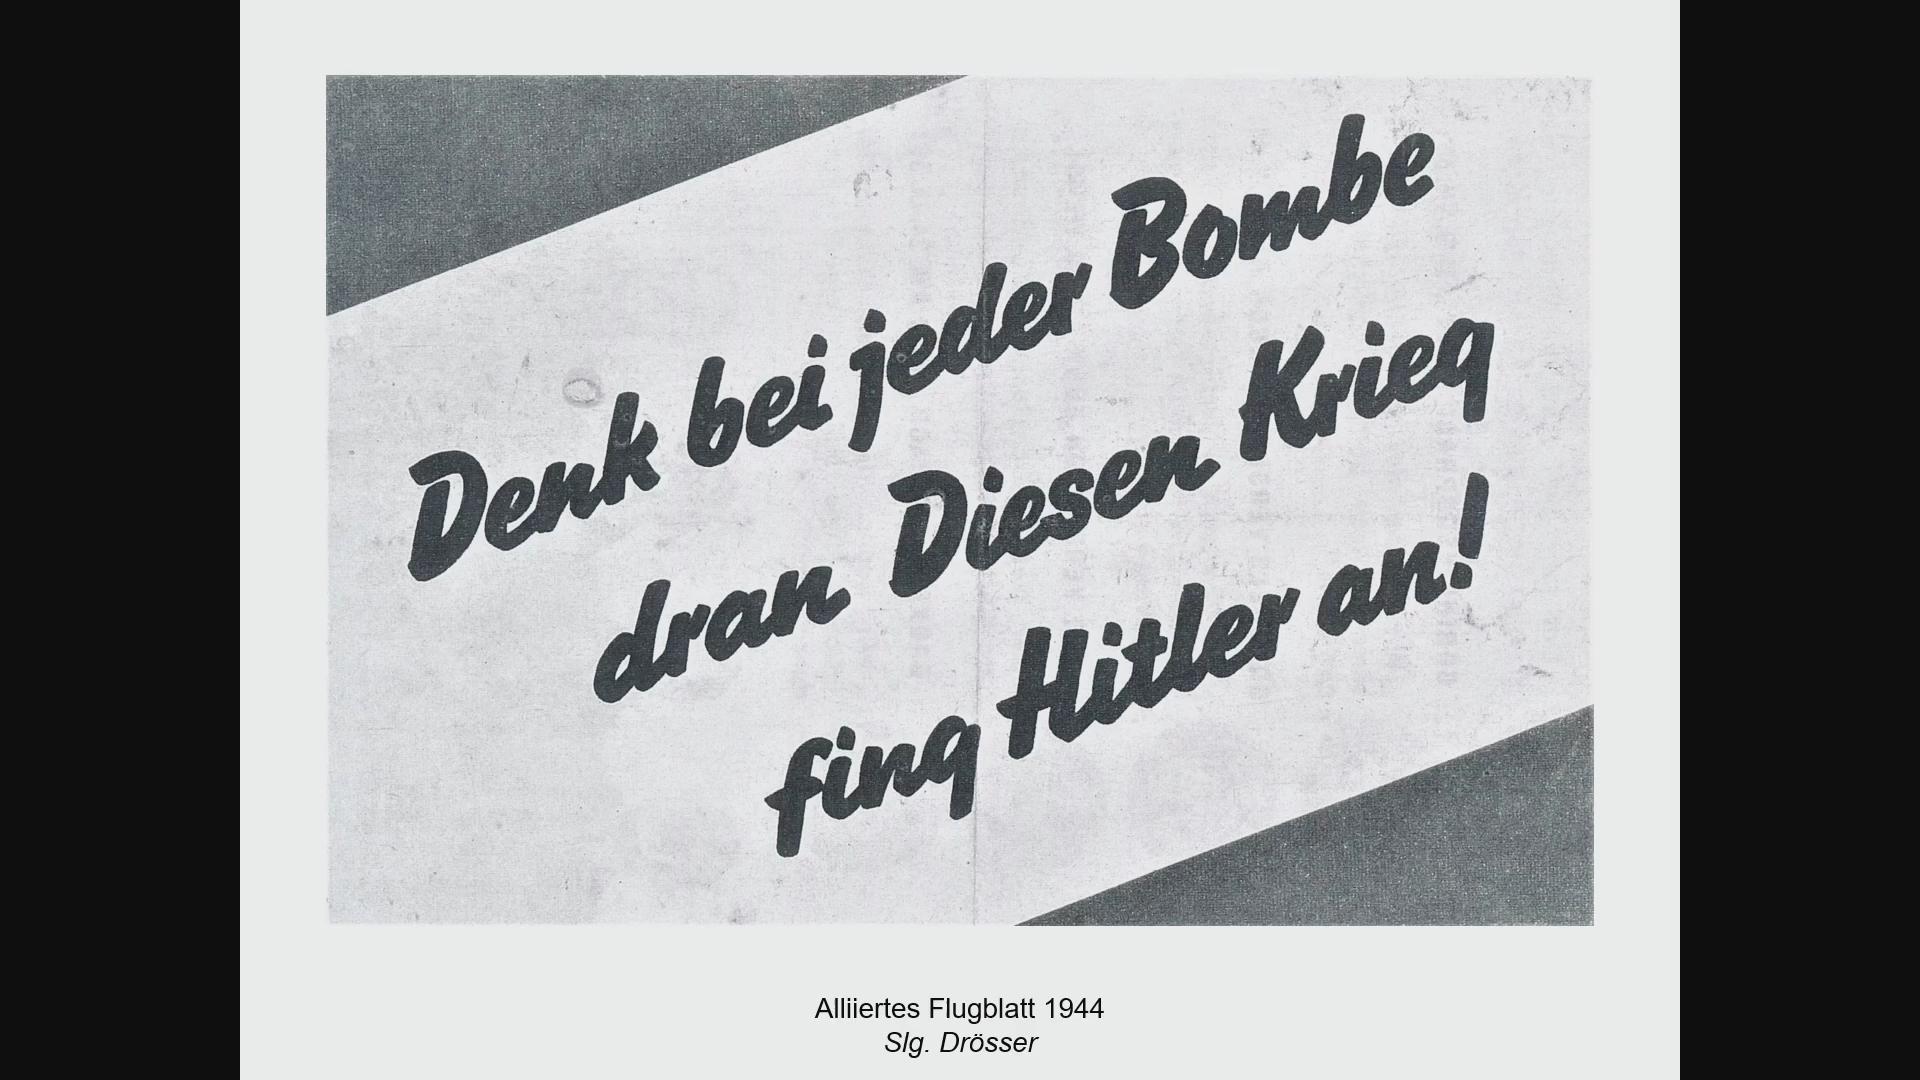 Denk bei jeder Bombe
dran Diesen Krieg
fing Hitler an!
Alliiertes Flugblatt 1944
Slg. Drösser